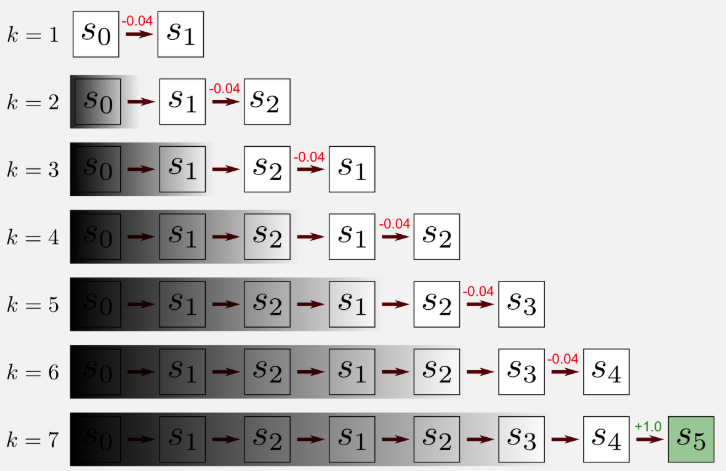 k = 1 s₀ -0.04 s₁
k = 2 s₀ s₁ -0.04 s₂
k = 3 s₀ s₁ s₂ -0.04 s₁
k = 4 s₀ s₁ s₂ s₁ -0.04 s₂
k = 5 s₀ s₁ s₂ s₁ s₂ -0.04 s₃
k = 6 s₀ s₁ s₂ s₁ s₂ s₃ -0.04 s₄
k = 7 s₀ s₁ s₂ s₁ s₂ s₃ s₄ +1.0 s₅